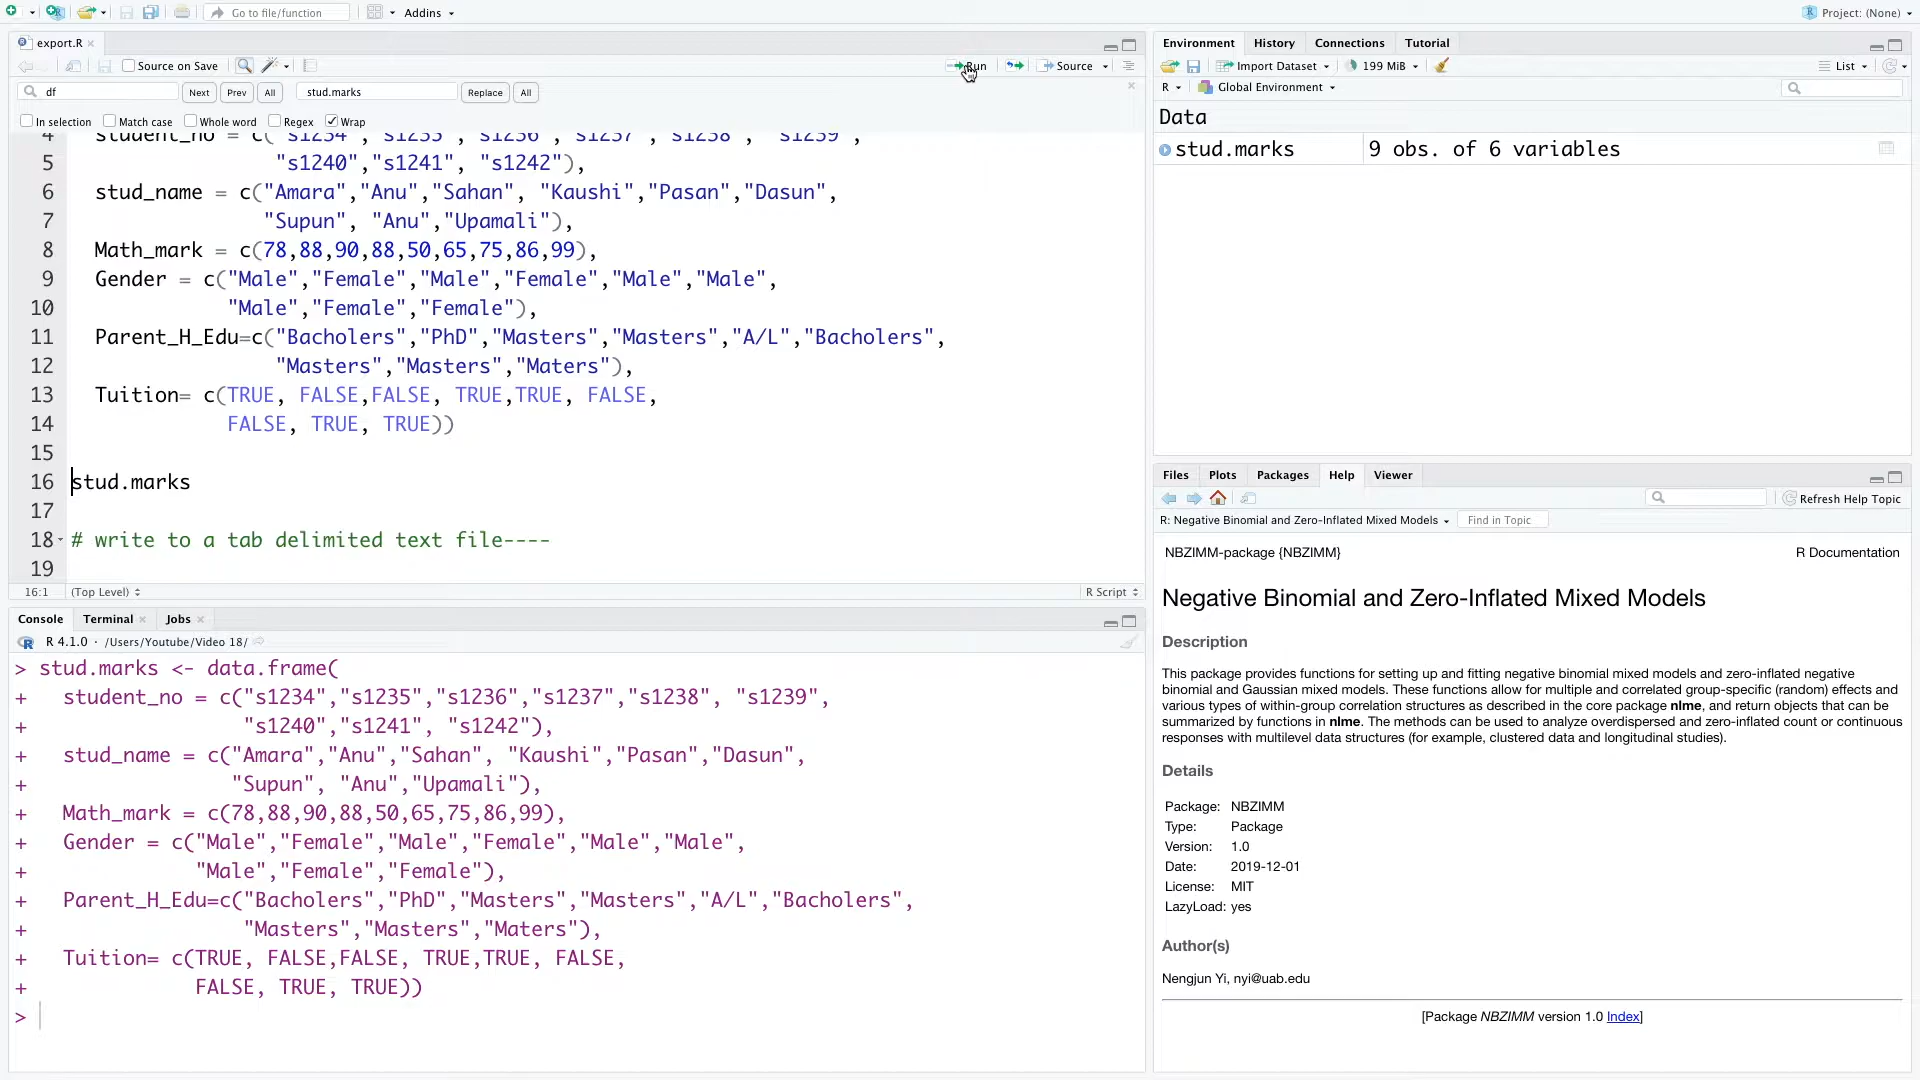 Go to file/function
Addins
Project: (None)
export.R
Source on Save
Run
Source
df
Next
Prev
All
stud.marks
Replace
All
In selection
Match case
Whole word
Regex
Wrap
4 student_no = c("s1234","s1235","s1236","s1237","s1238", "s1239",
5 "s1240","s1241", "s1242"),
6 stud_name = c("Amara","Anu","Sahan", "Kaushi","Pasan","Dasun",
7 "Supun", "Anu","Upamali"),
8 Math_mark = c(78,88,90,88,50,65,75,86,99),
9 Gender = c("Male","Female","Male","Female","Male","Male",
10 "Male","Female","Female"),
11 Parent_H_Edu=c("Bacholers","PhD","Masters","Masters","A/L","Bacholers",
12 "Masters","Masters","Maters"),
13 Tuition= c(TRUE, FALSE,FALSE, TRUE,TRUE, FALSE,
14 FALSE, TRUE, TRUE))
15
16 stud.marks
17
18 # write to a tab delimited text file----
19
16:1 (Top Level) R Script
Console Terminal Jobs
R 4.1.0 · /Users/Youtube/Video 18/
> stud.marks <- data.frame(
+ student_no = c("s1234","s1235","s1236","s1237","s1238", "s1239",
+ "s1240","s1241", "s1242"),
+ stud_name = c("Amara","Anu","Sahan", "Kaushi","Pasan","Dasun",
+ "Supun", "Anu","Upamali"),
+ Math_mark = c(78,88,90,88,50,65,75,86,99),
+ Gender = c("Male","Female","Male","Female","Male","Male",
+ "Male","Female","Female"),
+ Parent_H_Edu=c("Bacholers","PhD","Masters","Masters","A/L","Bacholers",
+ "Masters","Masters","Maters"),
+ Tuition= c(TRUE, FALSE,FALSE, TRUE,TRUE, FALSE,
+ FALSE, TRUE, TRUE))
>
Environment History Connections Tutorial
Import Dataset 199 MiB List
R Global Environment
Data
stud.marks 9 obs. of 6 variables
Files Plots Packages Help Viewer
Refresh Help Topic
R: Negative Binomial and Zero-Inflated Mixed Models Find in Topic
NBZIMM-package {NBZIMM} R Documentation
Negative Binomial and Zero-Inflated Mixed Models
Description
This package provides functions for setting up and fitting negative binomial mixed models and zero-inflated negative
binomial and Gaussian mixed models. These functions allow for multiple and correlated group-specific (random) effects and
various types of within-group correlation structures as described in the core package nlme, and return objects that can be
summarized by functions in nlme. The methods can be used to analyze overdispersed and zero-inflated count or continuous
responses with multilevel data structures (for example, clustered data and longitudinal studies).
Details
Package: NBZIMM
Type: Package
Version: 1.0
Date: 2019-12-01
License: MIT
LazyLoad: yes
Author(s)
Nengjun Yi, nyi@uab.edu
[Package NBZIMM version 1.0 Index]